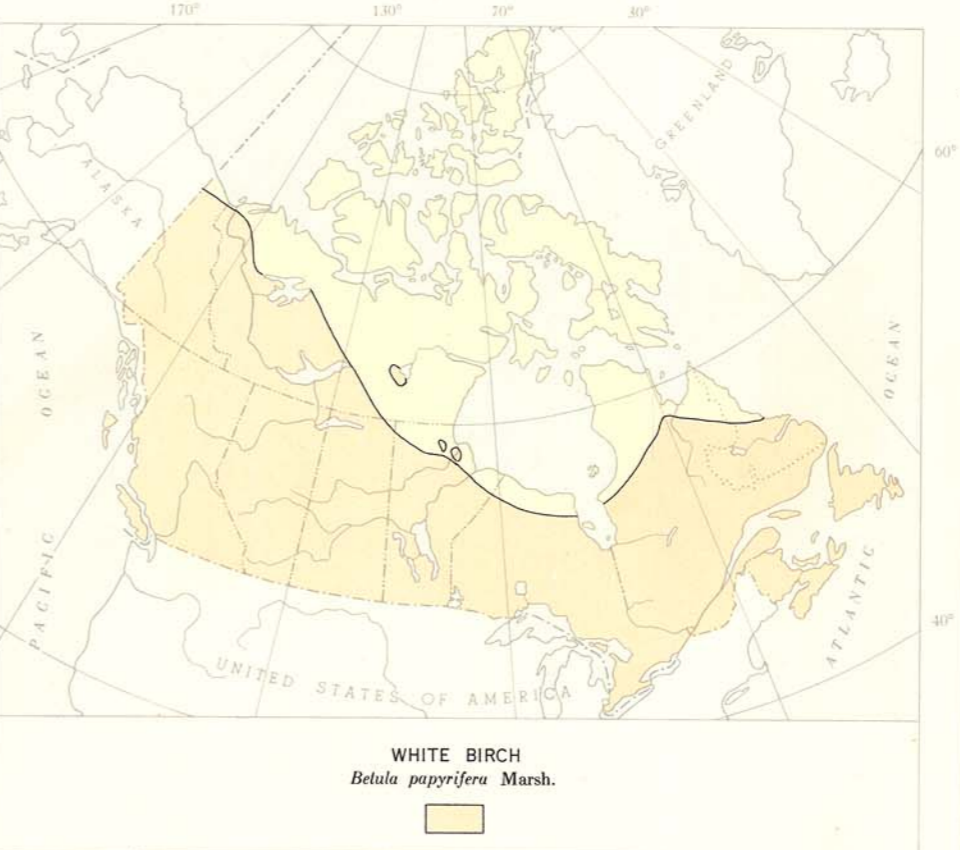 170° 130° 70° 30°
GREENLAND
60°
ALASKA
OCEAN
OCEAN
PACIFIC
ATLANTIC
40°
UNITED STATES OF AMERICA
WHITE BIRCH
Betula papyrifera Marsh.